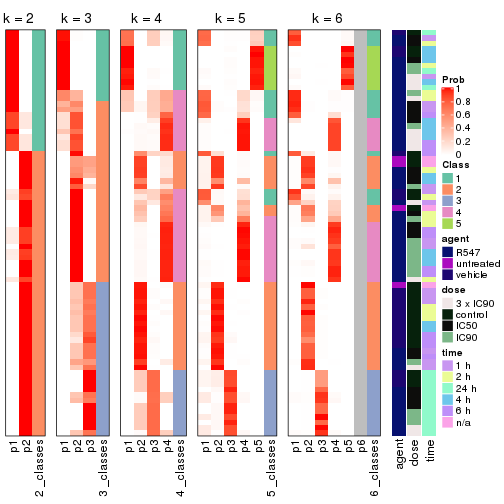 k = 2
k = 3
k = 4
k = 5
k = 6
p1
p2
2_classes
p1
p2
p3
3_classes
p1
p2
p3
p4
4_classes
p1
p2
p3
p4
p5
5_classes
p1
p2
p3
p4
p5
p6
6_classes
agent
dose
time
Prob
1
0.8
0.6
0.4
0.2
0
Class
1
2
3
4
5
agent
R547
untreated
vehicle
dose
3 x IC90
control
IC50
IC90
time
1 h
2 h
24 h
4 h
6 h
n/a